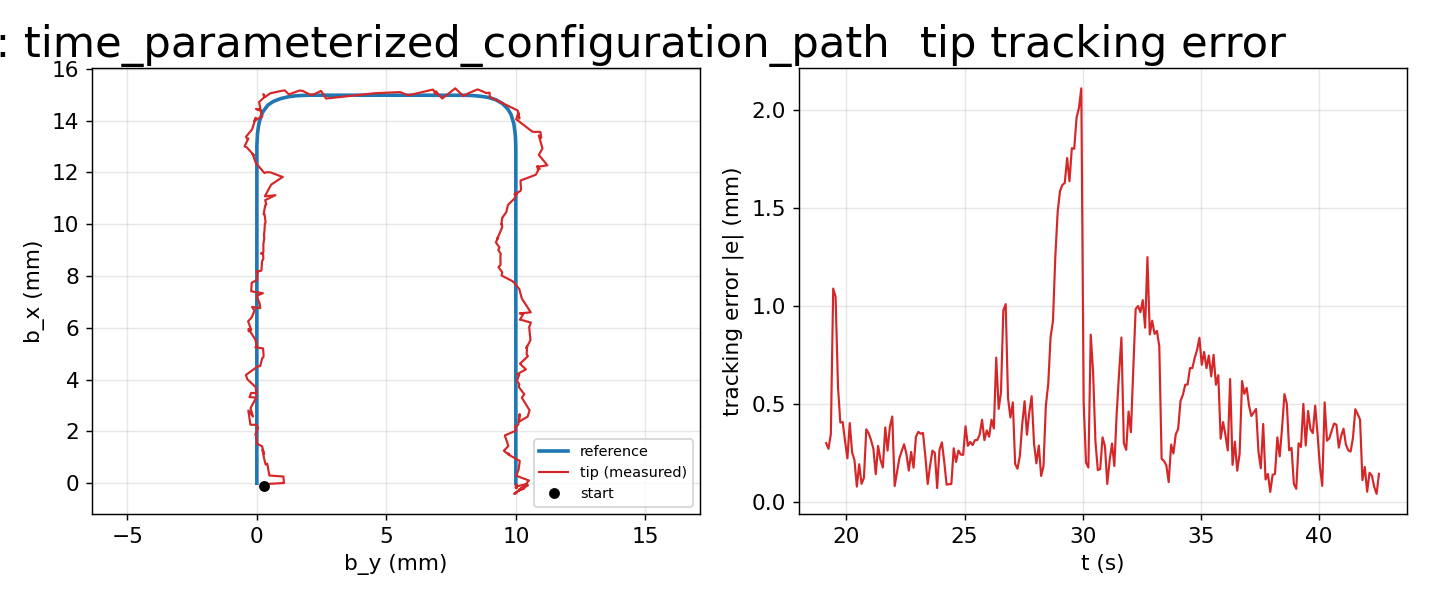 : time_parameterized_configuration_path
tip tracking error
16
14
12
10
8
6
4
2
0
b_x (mm)
−5
0
5
10
15
b_y (mm)
reference
tip (measured)
start
2.0
1.5
1.0
0.5
0.0
tracking error |e| (mm)
20
25
30
35
40
t (s)